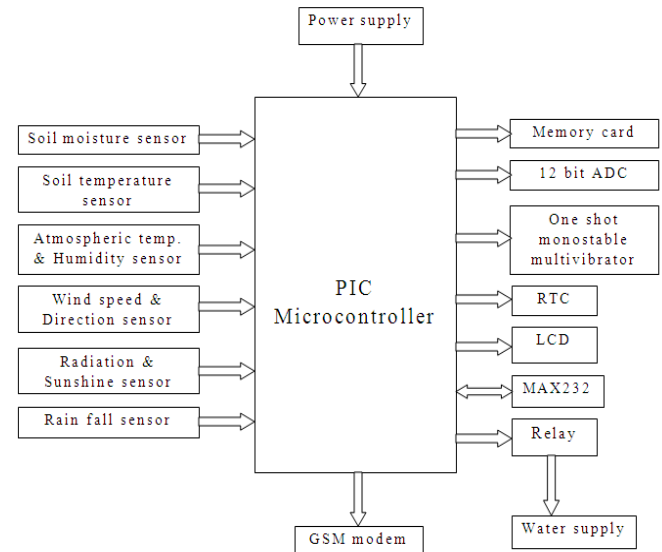 Power supply
Soil moisture sensor
Soil temperature
sensor
Atmospheric temp.
& Humidity sensor
Wind speed &
Direction sensor
Radiation &
Sunshine sensor
Rain fall sensor
PIC
Microcontroller
Memory card
12 bit ADC
One shot
monostable
multivibrator
RTC
LCD
MAX232
Relay
GSM modem
Water supply